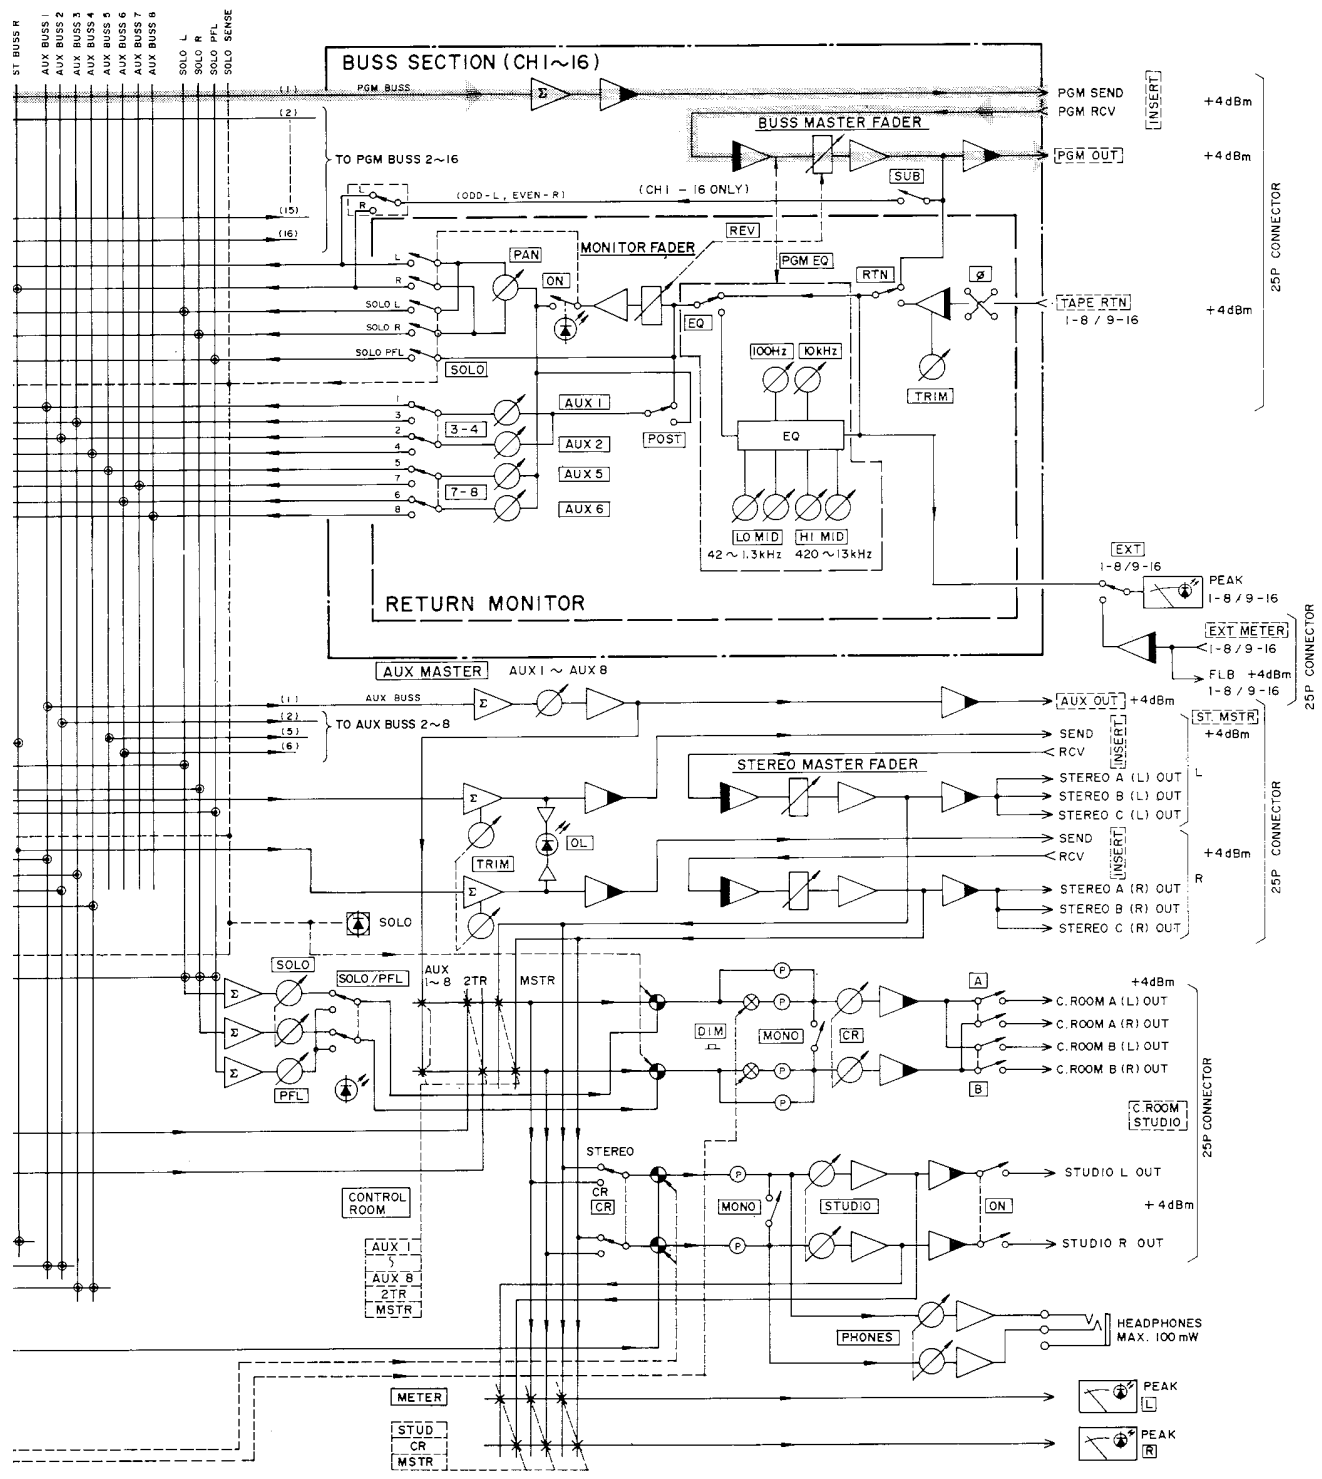 ST BUSS R
AUX BUSS 1
AUX BUSS 2
AUX BUSS 3
AUX BUSS 4
AUX BUSS 5
AUX BUSS 6
AUX BUSS 7
AUX BUSS 8
SOLO L
SOLO R
SOLO PFL
SOLO SENSE
BUSS SECTION (CH1~16)
(1) PGM BUSS
Σ
PGM SEND
PGM RCV
INSERT
+4dBm
(2)
BUSS MASTER FADER
TO PGM BUSS 2~16
PGM OUT
+4dBm
SUB
L
R
(ODD-L, EVEN-R)
(CH1 - 16 ONLY)
(15)
(16)
25P CONNECTOR
REV
MONITOR FADER
PAN
PGM EQ
L
R
ON
RTN
Ø
SOLO L
TAPE RTN
1-8 / 9-16
+4dBm
SOLO R
EQ
SOLO PFL
SOLO
100Hz
10kHz
TRIM
1
3
2
4
3-4
AUX 1
AUX 2
POST
EQ
5
7
6
8
7-8
AUX 5
AUX 6
LO MID
42~1.3kHz
HI MID
420~13kHz
EXT
1-8/9-16
PEAK
1-8/9-16
RETURN MONITOR
EXT METER
1-8/9-16
FLB +4dBm
1-8/9-16
25P CONNECTOR
AUX MASTER
AUX 1 ~ AUX 8
(1) AUX BUSS
Σ
AUX OUT +4dBm
(2)
(5)
(6)
TO AUX BUSS 2~8
ST. MSTR
+4dBm
SEND
RCV
INSERT
STEREO MASTER FADER
L
STEREO A (L) OUT
STEREO B (L) OUT
STEREO C (L) OUT
Σ
25P CONNECTOR
OL
TRIM
SEND
RCV
INSERT
+4dBm
R
Σ
STEREO A (R) OUT
STEREO B (R) OUT
STEREO C (R) OUT
SOLO
SOLO
SOLO/PFL
AUX
1~8
2TR
MSTR
Σ
Σ
Σ
PFL
P
P
DIM
MONO
CR
P
P
A
B
+4dBm
C.ROOM A (L) OUT
C.ROOM A (R) OUT
C.ROOM B (L) OUT
C.ROOM B (R) OUT
C.ROOM
STUDIO
25P CONNECTOR
STEREO
CR
CR
P
MONO
P
STUDIO
ON
STUDIO L OUT
+4dBm
STUDIO R OUT
CONTROL
ROOM
AUX 1
~
AUX 8
2TR
MSTR
PHONES
HEADPHONES
MAX. 100mW
METER
STUD
CR
MSTR
PEAK
L
PEAK
R